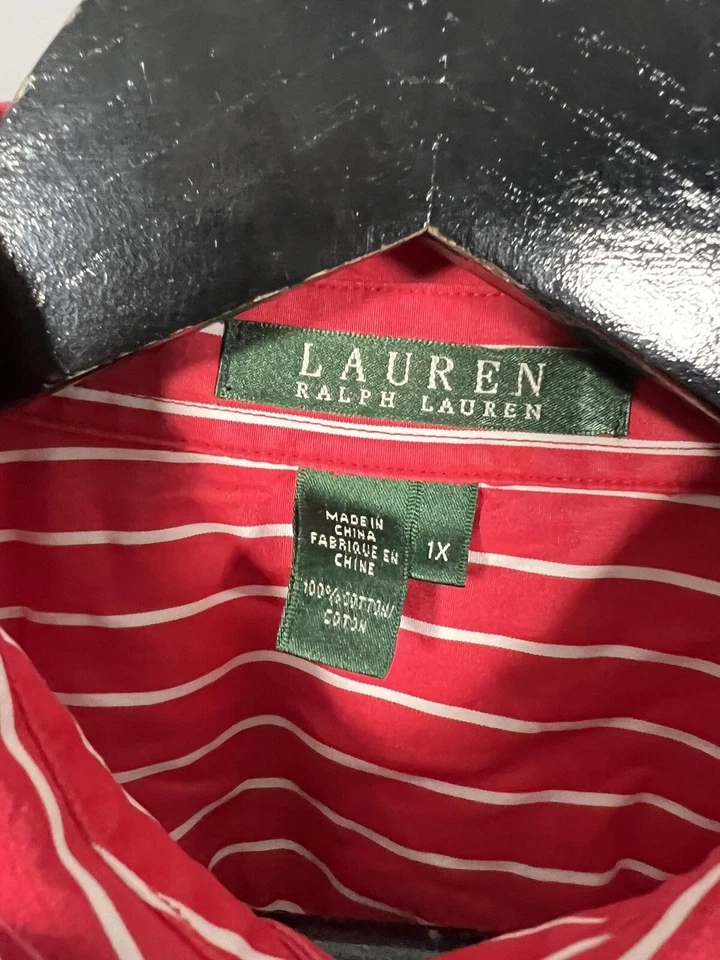 LAUREN
RALPH LAUREN
MADE IN
CHINA
FABRIQUE EN
CHINE
100% COTTON/
COTON
1X